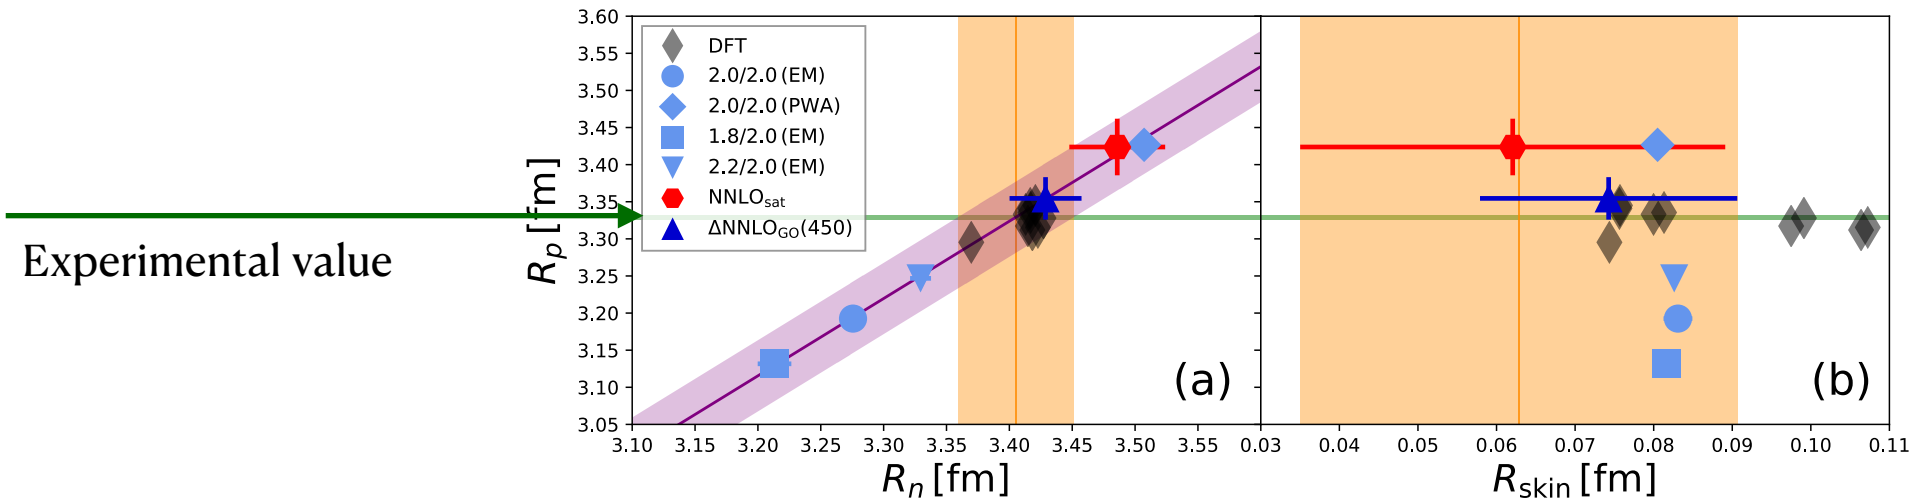 3.60
3.55
3.50
3.45
3.40
3.35
3.30
3.25
3.20
3.15
3.10
3.05
R_p [fm]
Experimental value
DFT
2.0/2.0 (EM)
2.0/2.0 (PWA)
1.8/2.0 (EM)
2.2/2.0 (EM)
NNLO_sat
ΔNNLO_GO(450)
(a)
(b)
3.10 3.15 3.20 3.25 3.30 3.35 3.40 3.45 3.50 3.55 0.03 0.04 0.05 0.06 0.07 0.08 0.09 0.10 0.11
R_n [fm]
R_skin [fm]